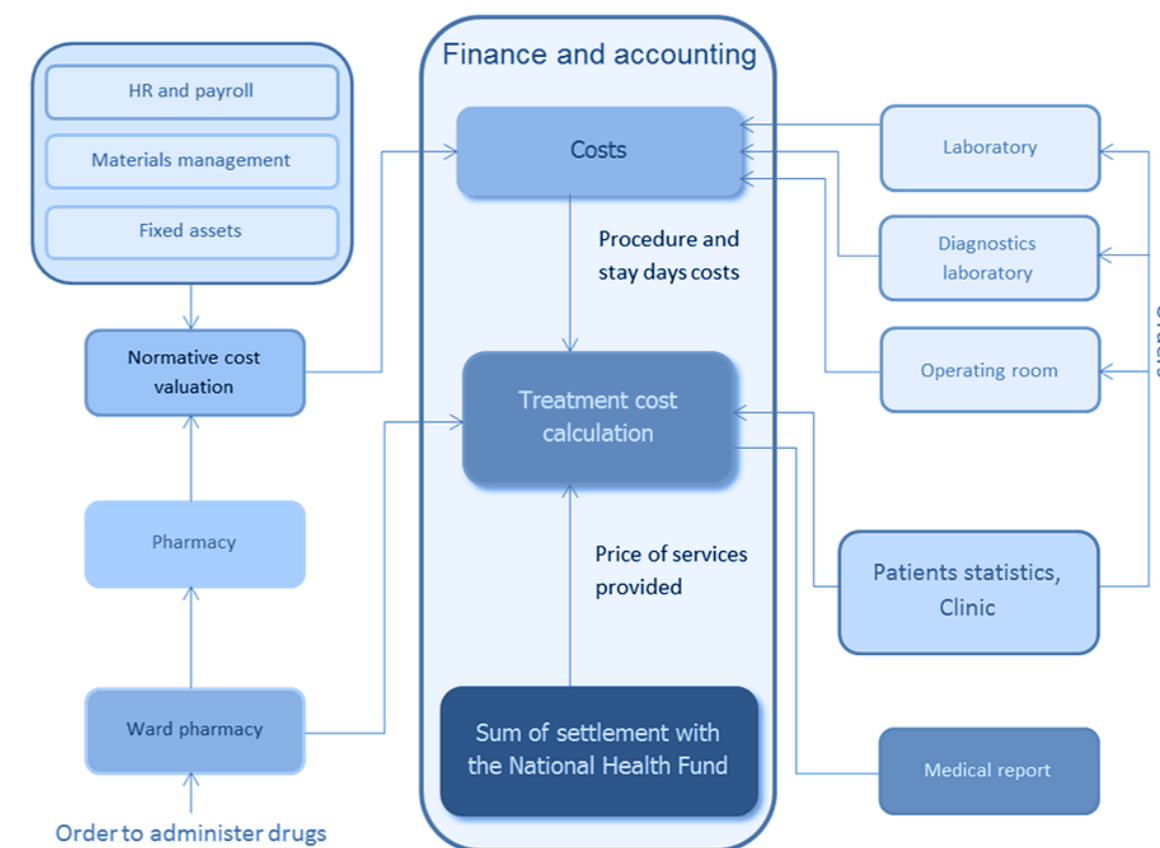 Finance and accounting
HR and payroll
Materials management
Fixed assets
Normative cost
valuation
Pharmacy
Ward pharmacy
Order to administer drugs
Costs
Procedure and
stay days costs
Treatment cost
calculation
Price of services
provided
Sum of settlement with
the National Health Fund
Laboratory
Diagnostics
laboratory
Operating room
Patients statistics,
Clinic
Medical report